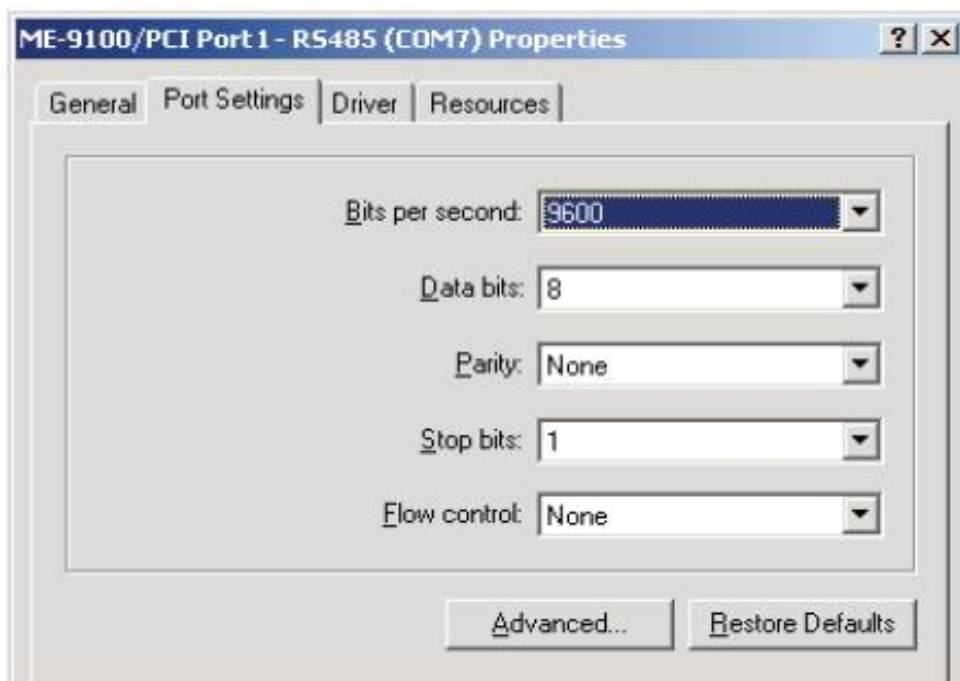 ME-9100/PCI Port 1 - RS485 (COM7) Properties
General Port Settings Driver Resources
Bits per second: 9600
Data bits: 8
Parity: None
Stop bits: 1
Flow control: None
Advanced... Restore Defaults